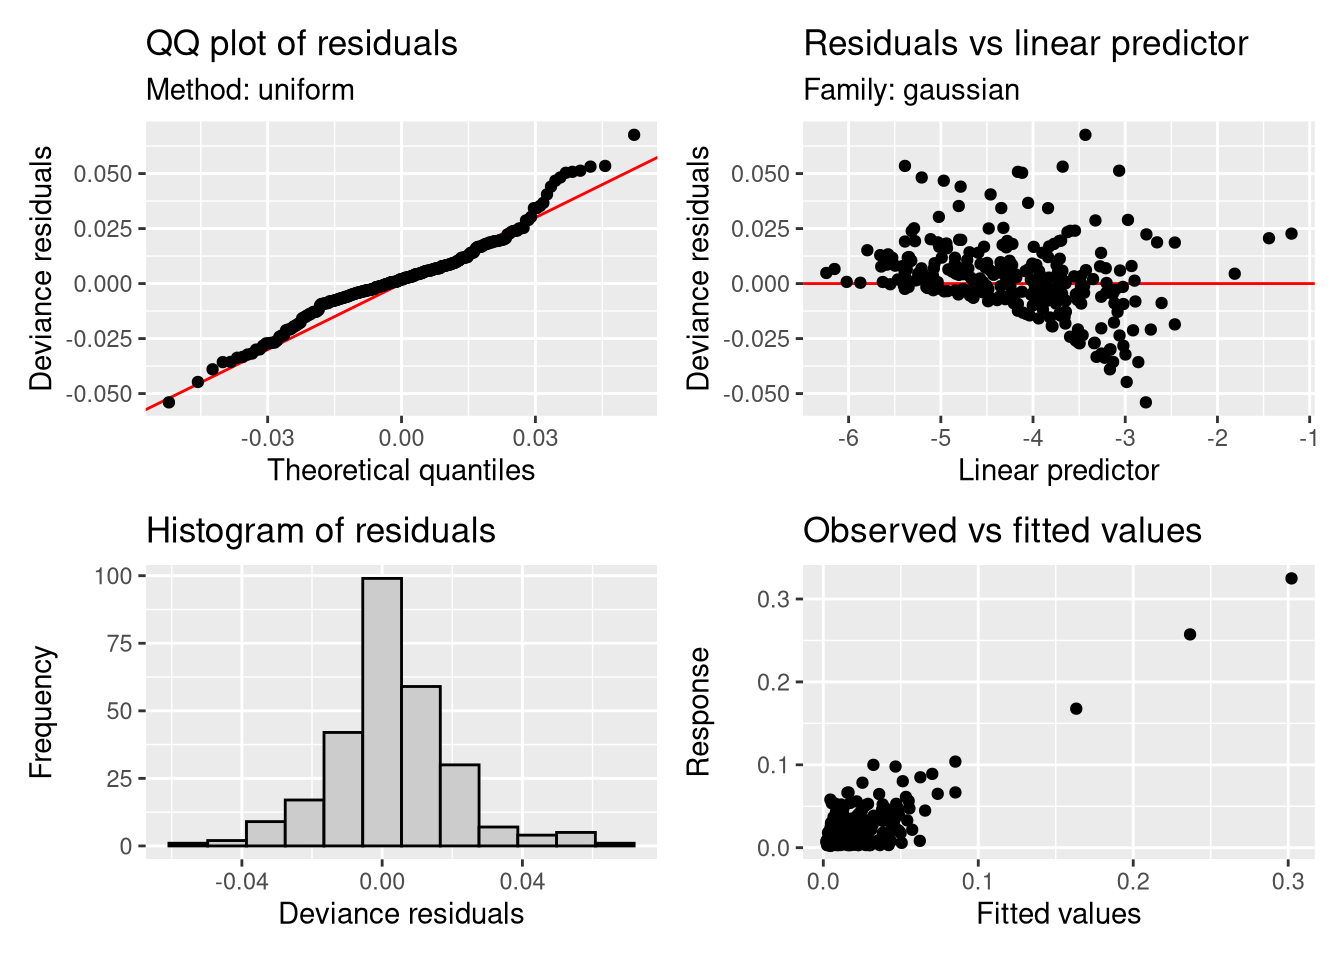 QQ plot of residuals
Method: uniform
Deviance residuals
0.050
0.025
0.000
-0.025
-0.050
-0.03
0.00
0.03
Theoretical quantiles
Residuals vs linear predictor
Family: gaussian
Deviance residuals
0.050
0.025
0.000
-0.025
-0.050
-6
-5
-4
-3
-2
-1
Linear predictor
Histogram of residuals
Frequency
100
75
50
25
0
-0.04
0.00
0.04
Deviance residuals
Observed vs fitted values
Response
0.3
0.2
0.1
0.0
0.0
0.1
0.2
0.3
Fitted values